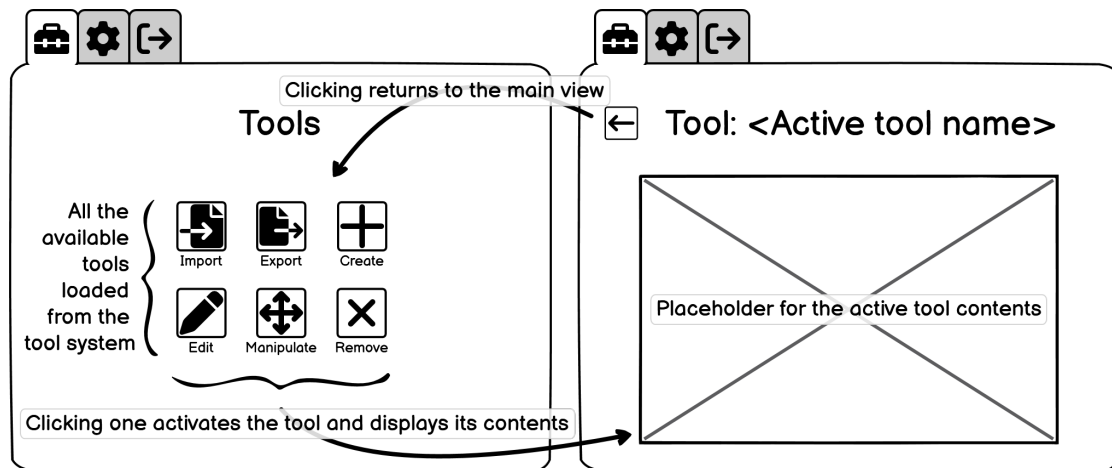 Clicking returns to the main view
Tools
Tool: <Active tool name>
All the
available
tools
loaded
from the
tool system
Import
Export
Create
Edit
Manipulate
Remove
Placeholder for the active tool contents
Clicking one activates the tool and displays its contents